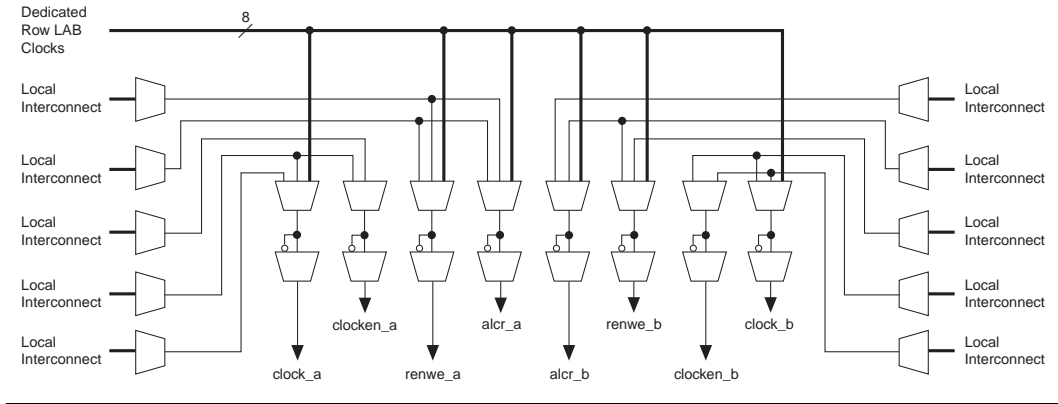 Dedicated
Row LAB
Clocks
8
Local
Interconnect
Local
Interconnect
Local
Interconnect
Local
Interconnect
Local
Interconnect
Local
Interconnect
Local
Interconnect
Local
Interconnect
Local
Interconnect
Local
Interconnect
clocken_a
alcr_a
renwe_b
clock_b
clock_a
renwe_a
alcr_b
clocken_b